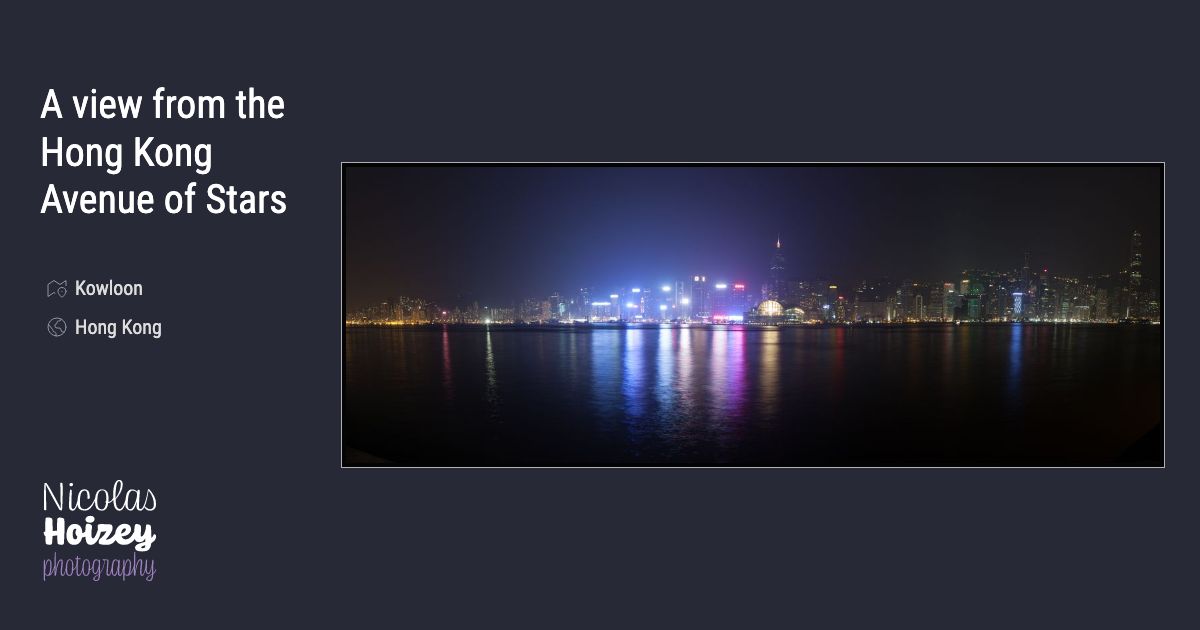 A view from the
Hong Kong
Avenue of Stars
Kowloon
Hong Kong
Nicolas
Hoizey
photography